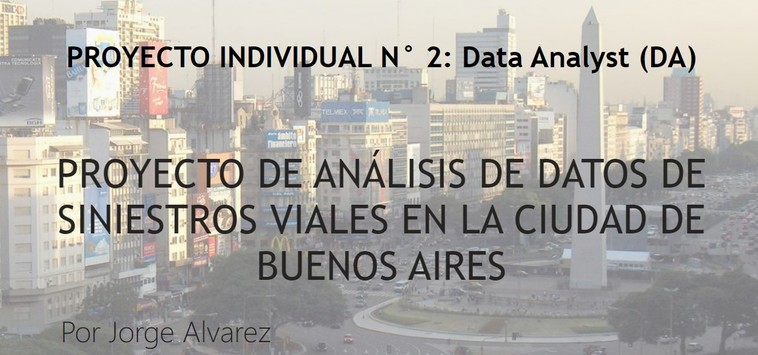 PROYECTO INDIVIDUAL N° 2: Data Analyst (DA)
TELMEX
PROYECTO DE ANÁLISIS DE DATOS DE
SINIESTROS VIALES EN LA CIUDAD DE
BUENOS AIRES
Por Jorge Alvarez